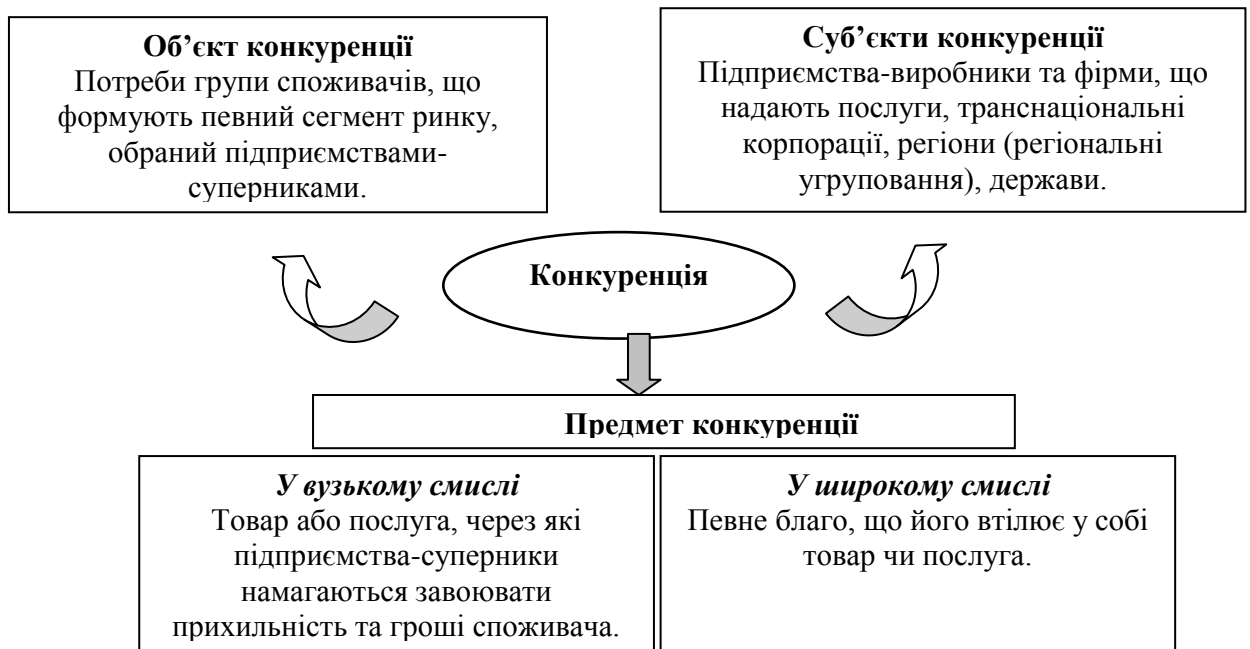 Об’єкт конкуренції
Потреби групи споживачів, що
формують певний сегмент ринку,
обраний підприємствами-
суперниками.
Суб’єкти конкуренції
Підприємства-виробники та фірми, що
надають послуги, транснаціональні
корпорації, регіони (регіональні
угруповання), держави.
Конкуренція
Предмет конкуренції
У вузькому смислі
Товар або послуга, через які
підприємства-суперники
намагаються завоювати
прихильність та гроші споживача.
У широкому смислі
Певне благо, що його втілює у собі
товар чи послуга.